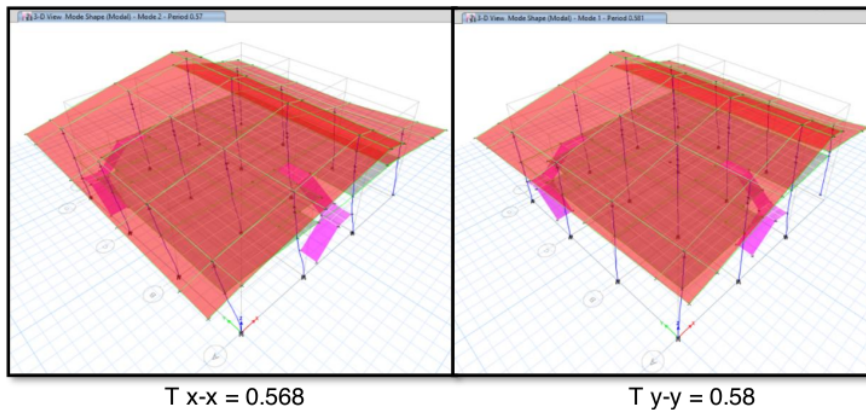 3-D View Mode Shape (Modal) - Mode 2 - Period 0.57
3-D View Mode Shape (Modal) - Mode 1 - Period 0.581
T x-x = 0.568
T y-y = 0.58